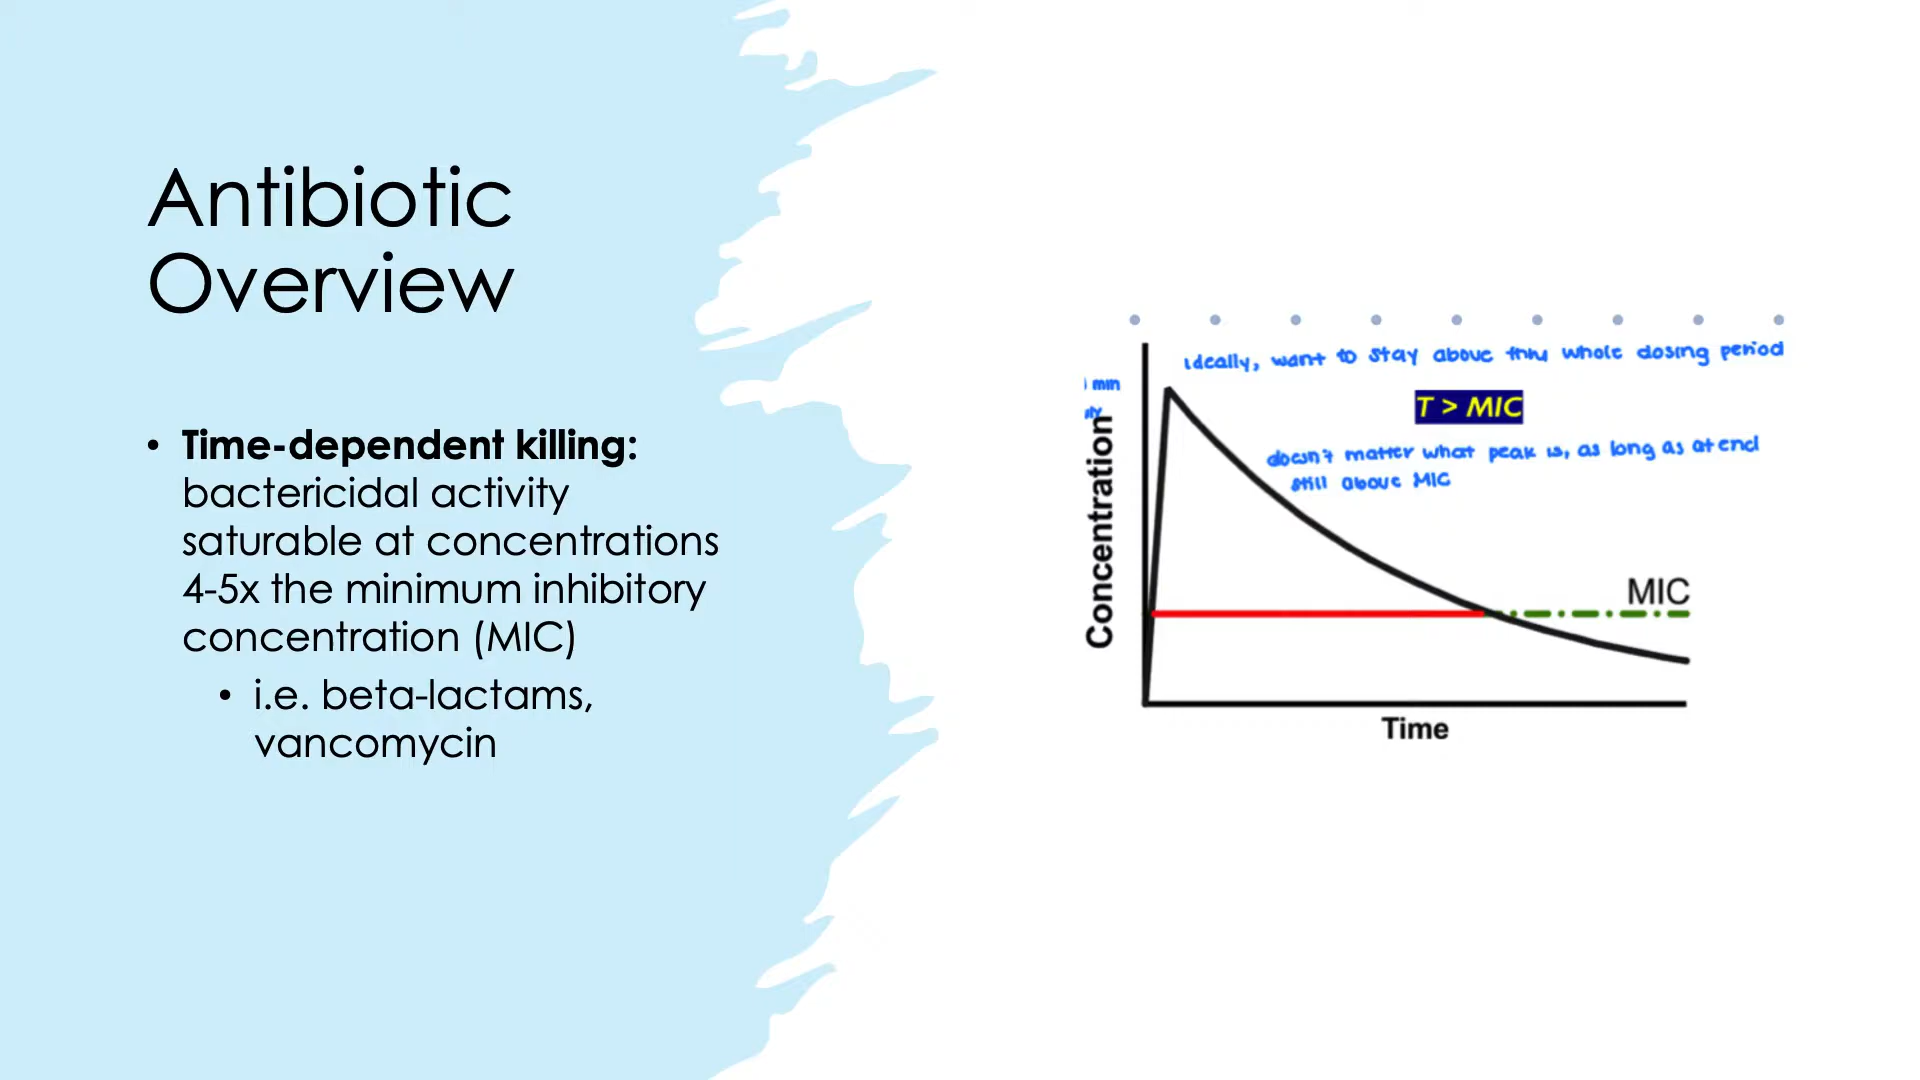 Antibiotic
Overview
• Time-dependent killing:
bactericidal activity
saturable at concentrations
4-5x the minimum inhibitory
concentration (MIC)
• i.e. beta-lactams,
vancomycin
ideally, want to stay above this whole dosing period
min
T > MIC
doesn't matter what peak is, as long as at end
still above MIC
Concentration
MIC
Time